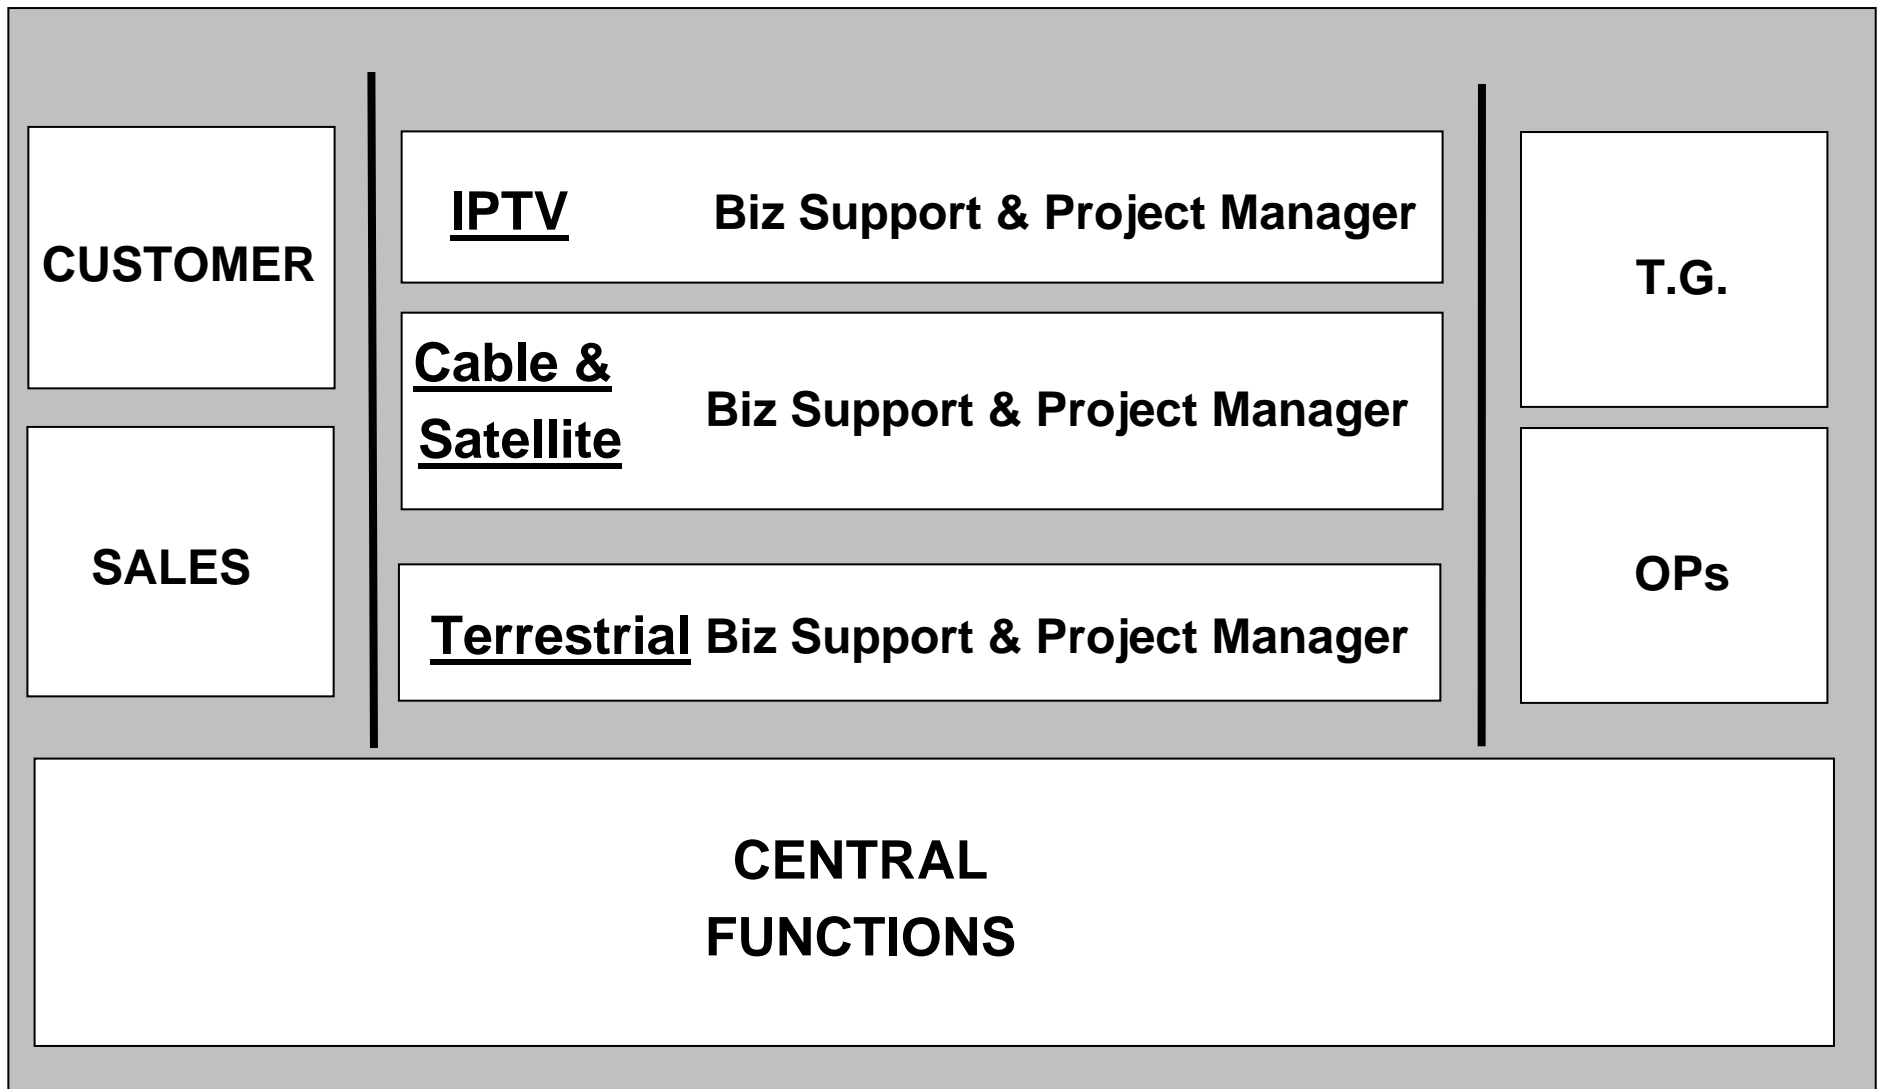 CUSTOMER
SALES
IPTV Biz Support & Project Manager
Cable &
Satellite
Biz Support & Project Manager
Terrestrial Biz Support & Project Manager
T.G.
OPs
CENTRAL
FUNCTIONS